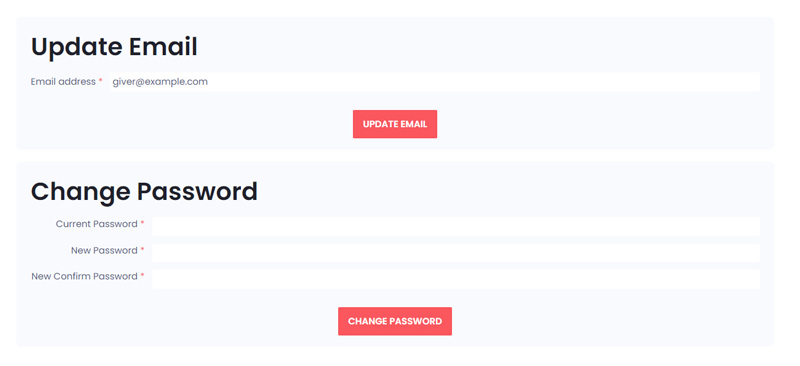 Update Email
Email address * giver@example.com
UPDATE EMAIL
Change Password
Current Password *
New Password *
New Confirm Password *
CHANGE PASSWORD